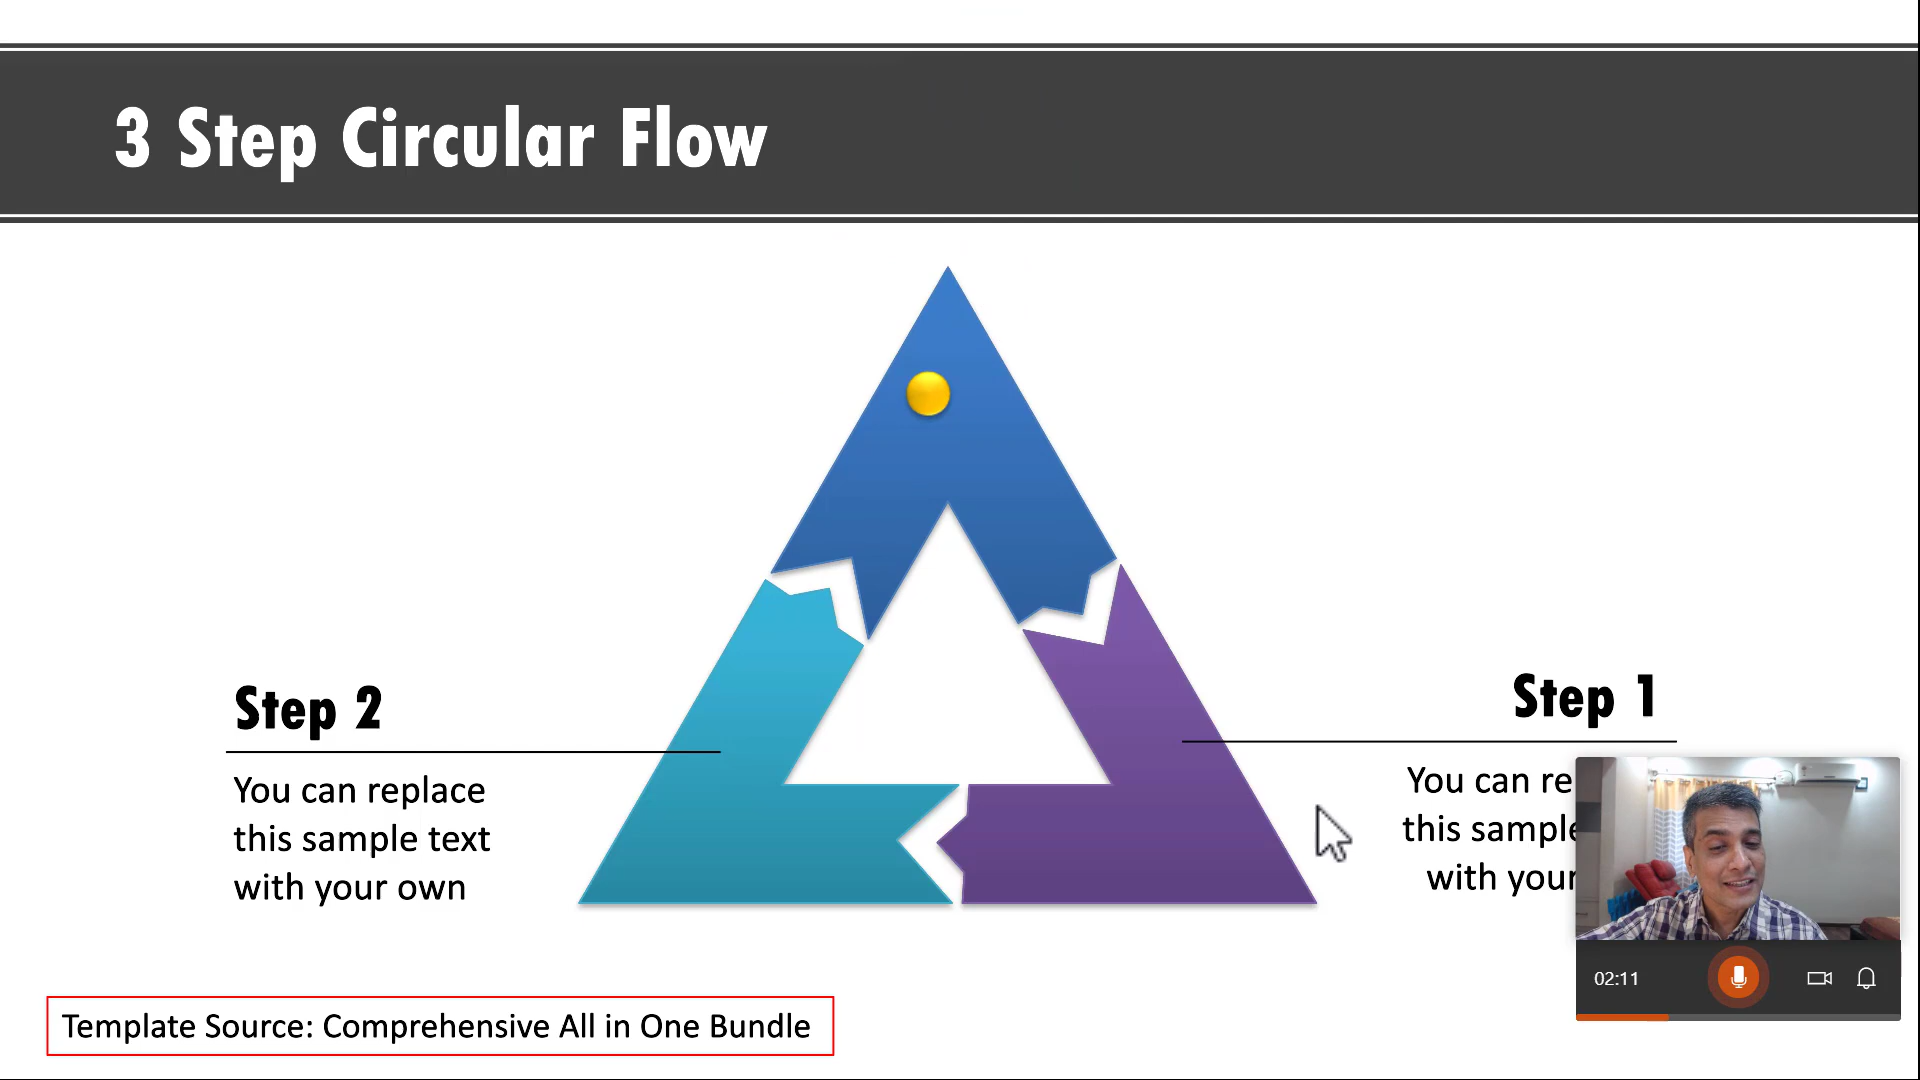 3 Step Circular Flow
Step 2
You can replace
this sample text
with your own
Step 1
You can re
this sample
with your
02:11
Template Source: Comprehensive All in One Bundle